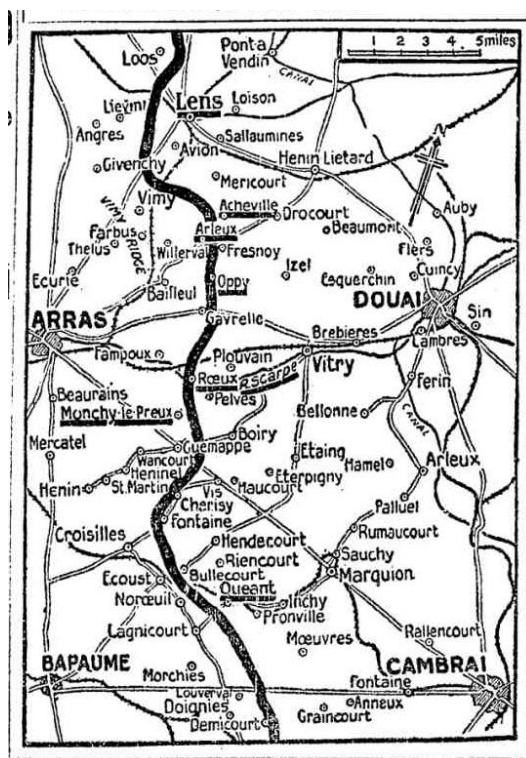 1 2 3 4 5 miles
Loos
Pont a Vendin
CANAL
Lievin
Lens
Loison
Angres
Sallaumines
Avion
Givenchy
Henin Lietard
Mericourt
N
Vimy
Acheville
Drocourt
Auby
VIMY RIDGE
Farbus
Arleux
Beaumont
Thelus
Willerval
Fresnoy
Flers
Izel
Esquerchin
Cuincy
Ecurie
Bailleul
Oppy
DOUAI
ARRAS
Gavrelle
Sin
Brebieres
Lambres
Fampoux
Plouvain
Vitry
Rœux
R. Scarpe
Ferin
Beaurains
Pelves
Monchy-le-Preux
Bellonne
CANAL
Boiry
Mercatel
Guemappe
Wancourt
Etaing
Hamel
Arleux
Heninel
Eterpigny
Henin
St. Martin
Vis
Haucourt
Cherisy
Palluel
Fontaine
Rumaucourt
Croisilles
Hendecourt
Sauchy
Riencourt
Ecoust
Bullecourt
Marquion
Queant
Noreuil
Inchy
Pronville
Lagnicourt
Rallencourt
Mœuvres
BAPAUME
Morchies
CAMBRAI
Fontaine
Louverval
Doignies
Anneux
Demicourt
Graincourt